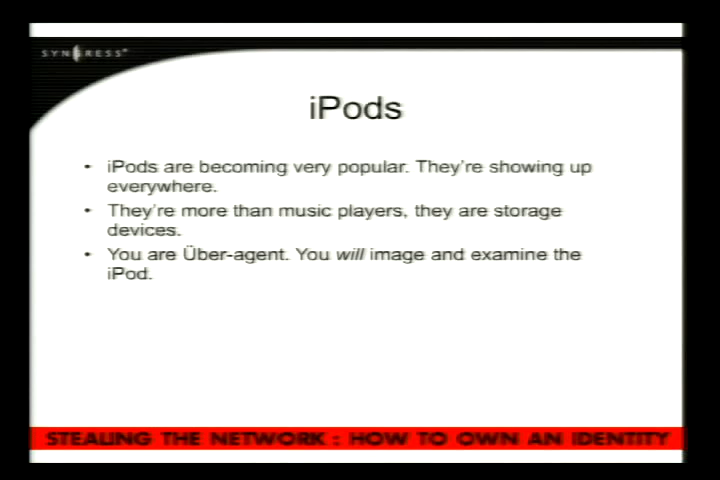 SYNGRESS
iPods
• iPods are becoming very popular. They're showing up
everywhere.
• They're more than music players, they are storage
devices.
• You are Über-agent. You will image and examine the
iPod.
STEALING THE NETWORK : HOW TO OWN AN IDENTITY